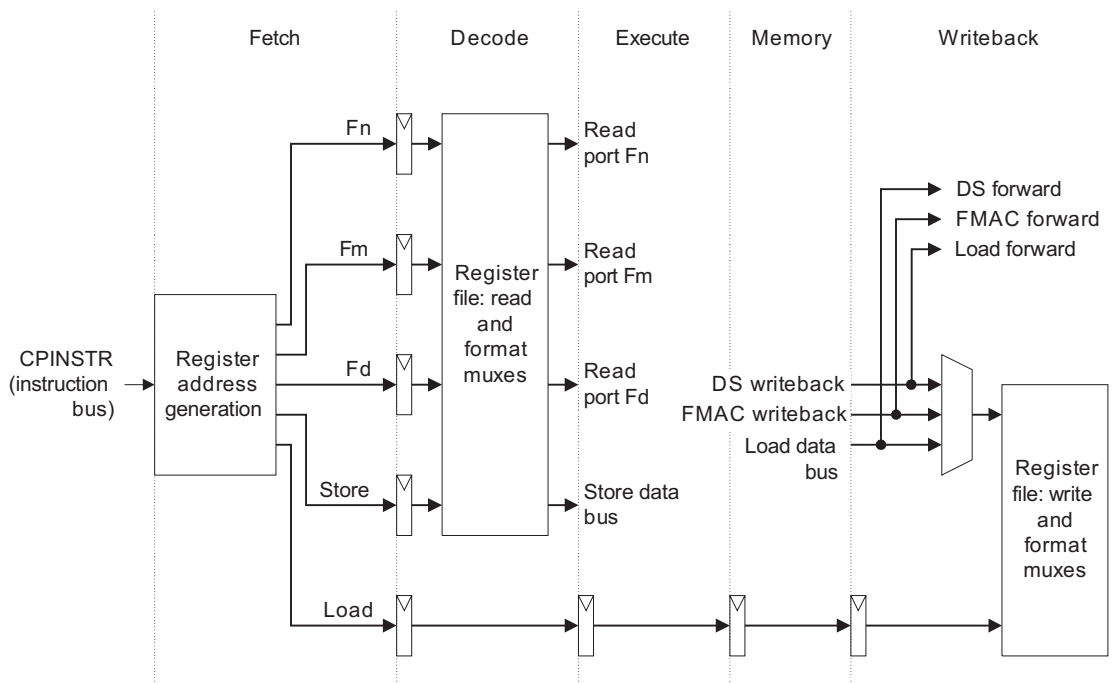 Fetch
Decode
Execute
Memory
Writeback
Fn
Read
port Fn
DS forward
FMAC forward
Load forward
Fm
Register
file: read
and
format
muxes
Read
port Fm
CPINSTR
(instruction
bus)
Register
address
generation
Fd
Read
port Fd
DS writeback
FMAC writeback
Load data
bus
Register
file: write
and
format
muxes
Store
Store data
bus
Load